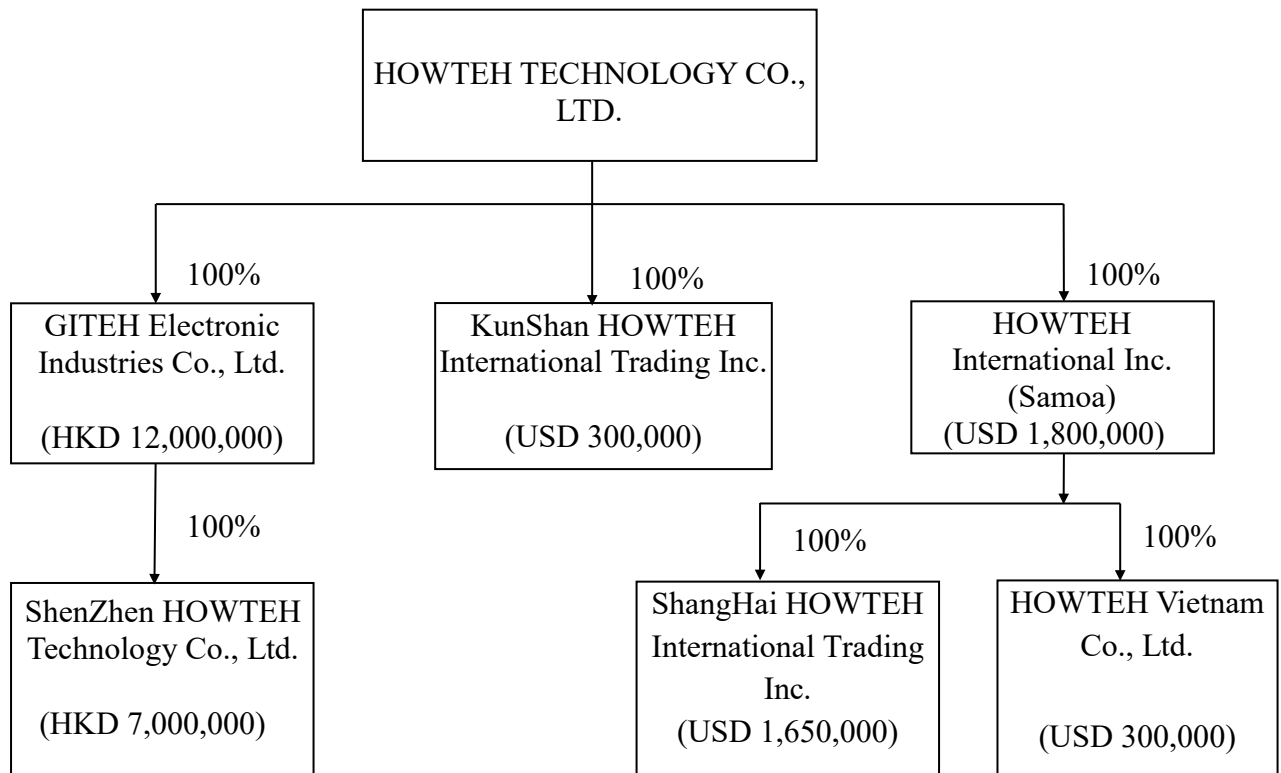 HOWTEH TECHNOLOGY CO.,
LTD.
100%
100%
100%
GITEH Electronic
Industries Co., Ltd.
(HKD 12,000,000)
KunShan HOWTEH
International Trading Inc.
(USD 300,000)
HOWTEH
International Inc.
(Samoa)
(USD 1,800,000)
100%
100%
100%
ShenZhen HOWTEH
Technology Co., Ltd.
(HKD 7,000,000)
ShangHai HOWTEH
International Trading
Inc.
(USD 1,650,000)
HOWTEH Vietnam
Co., Ltd.
(USD 300,000)